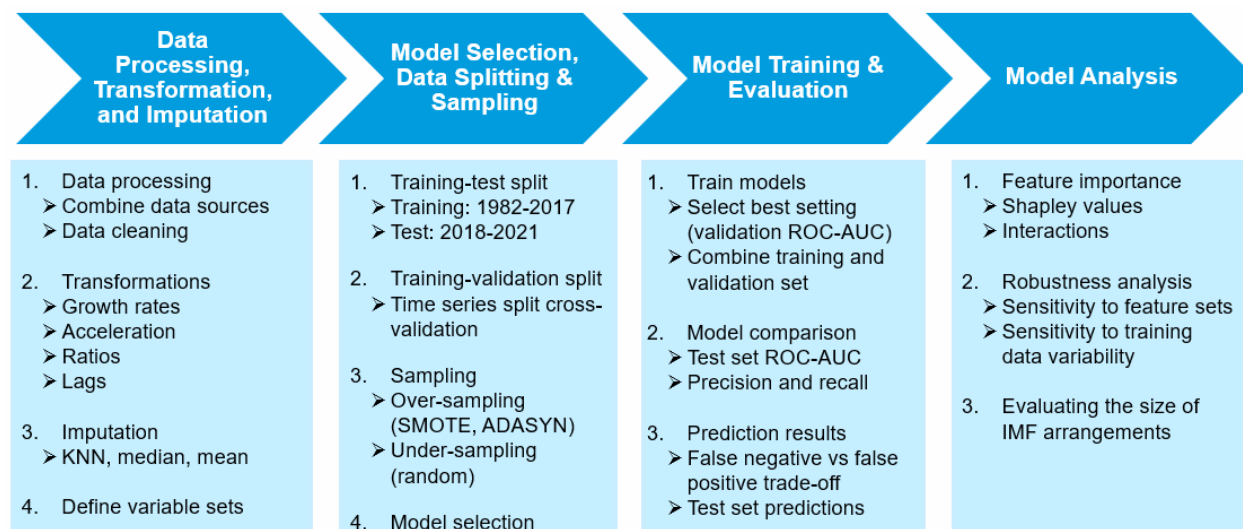 Data
Processing,
Transformation,
and Imputation
Model Selection,
Data Splitting &
Sampling
Model Training &
Evaluation
Model Analysis
1. Data processing
➤ Combine data sources
➤ Data cleaning
2. Transformations
➤ Growth rates
➤ Acceleration
➤ Ratios
➤ Lags
3. Imputation
➤ KNN, median, mean
4. Define variable sets
1. Training-test split
➤ Training: 1982-2017
➤ Test: 2018-2021
2. Training-validation split
➤ Time series split cross-
validation
3. Sampling
➤ Over-sampling
(SMOTE, ADASYN)
➤ Under-sampling
(random)
4. Model selection
1. Train models
➤ Select best setting
(validation ROC-AUC)
➤ Combine training and
validation set
2. Model comparison
➤ Test set ROC-AUC
➤ Precision and recall
3. Prediction results
➤ False negative vs false
positive trade-off
➤ Test set predictions
1. Feature importance
➤ Shapley values
➤ Interactions
2. Robustness analysis
➤ Sensitivity to feature sets
➤ Sensitivity to training
data variability
3. Evaluating the size of
IMF arrangements